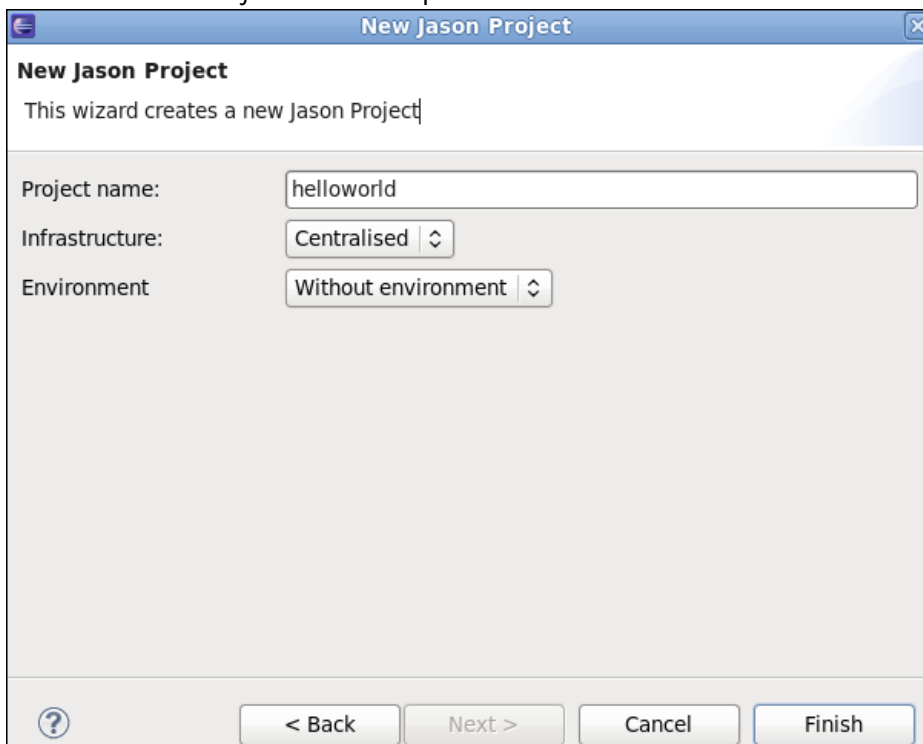 New Jason Project
New Jason Project
This wizard creates a new Jason Project
Project name: helloworld
Infrastructure: Centralised
Environment Without environment
? < Back Next > Cancel Finish